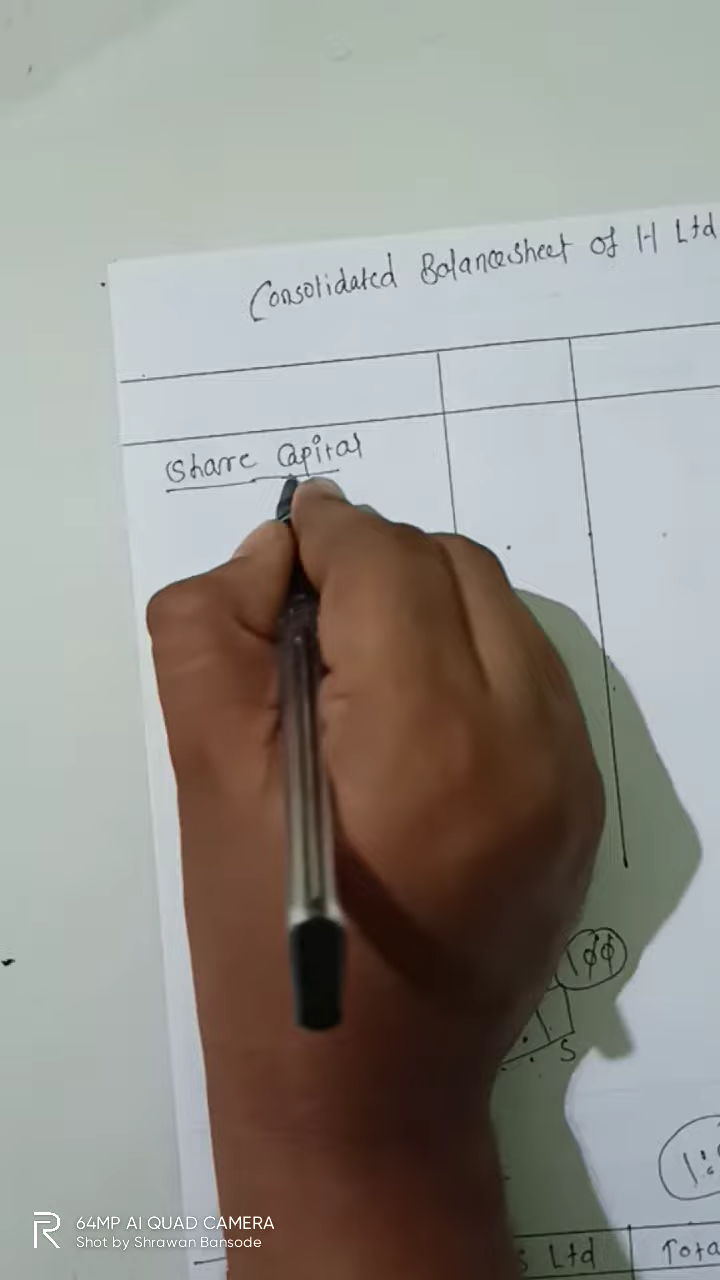 Consolidated Balancesheet of H Ltd
Share Capital
100
S
S Ltd Tota
64MP AI QUAD CAMERA
Shot by Shrawan Bansode